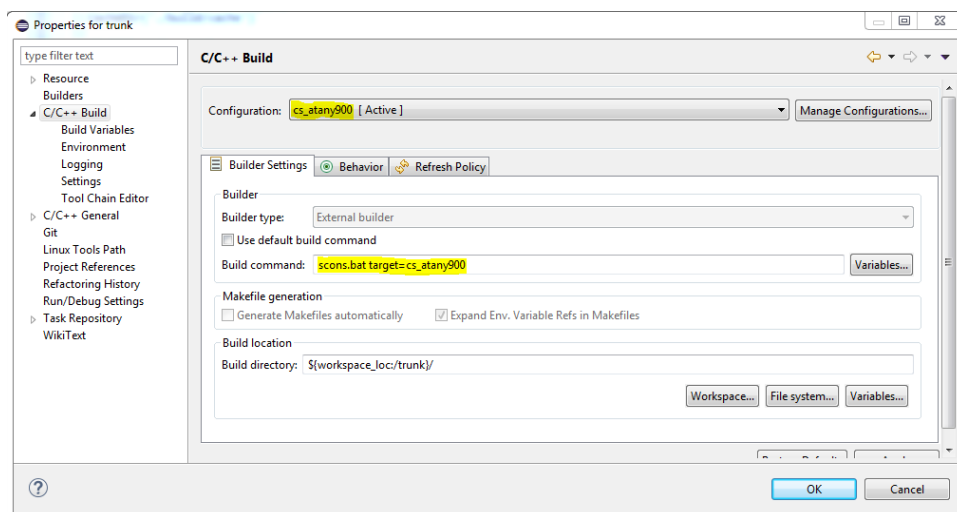 Properties for trunk
type filter text
Resource
Builders
C/C++ Build
Build Variables
Environment
Logging
Settings
Tool Chain Editor
C/C++ General
Git
Linux Tools Path
Project References
Refactoring History
Run/Debug Settings
Task Repository
WikiText
C/C++ Build
Configuration: cs_atany900 [ Active ] Manage Configurations...
Builder Settings Behavior Refresh Policy
Builder
Builder type: External builder
Use default build command
Build command: scons.bat target=cs_atany900 Variables...
Makefile generation
Generate Makefiles automatically Expand Env. Variable Refs in Makefiles
Build location
Build directory: ${workspace_loc:/trunk}/
Workspace... File system... Variables...
OK Cancel